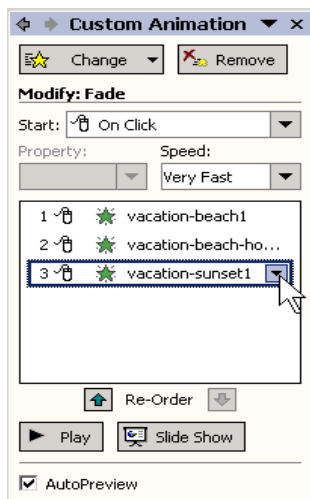 Custom Animation
Change
Remove
Modify: Fade
Start: On Click
Property: Speed:
Very Fast
1 vacation-beach1
2 vacation-beach-ho...
3 vacation-sunset1
Re-Order
Play Slide Show
AutoPreview